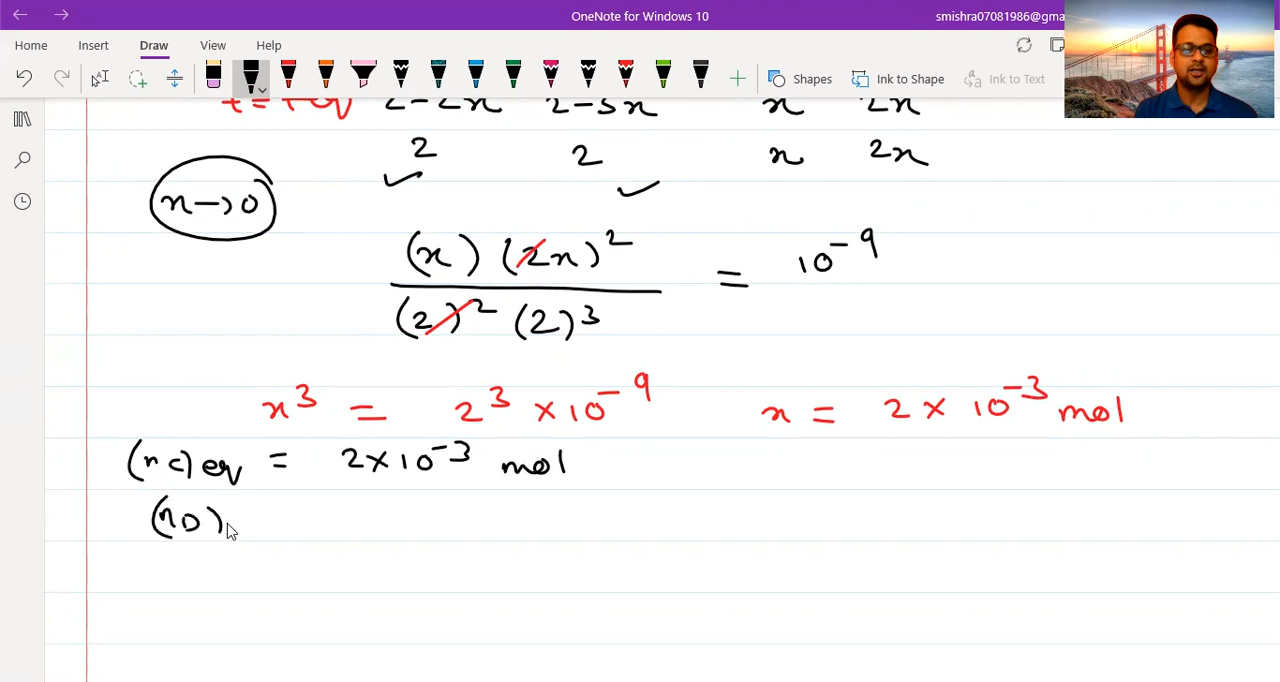 OneNote for Windows 10
smishra07081986@gma
Home Insert Draw View Help
Shapes Ink to Shape Ink to Text
t = teq 2-2x 2-3x x 2x
2 2 x 2x
x → 0
(x) (2x)² / (2)² (2)³ = 10⁻⁹
x³ = 2³ × 10⁻⁹ x = 2 × 10⁻³ mol
(nc)eq = 2×10⁻³ mol
(nD)